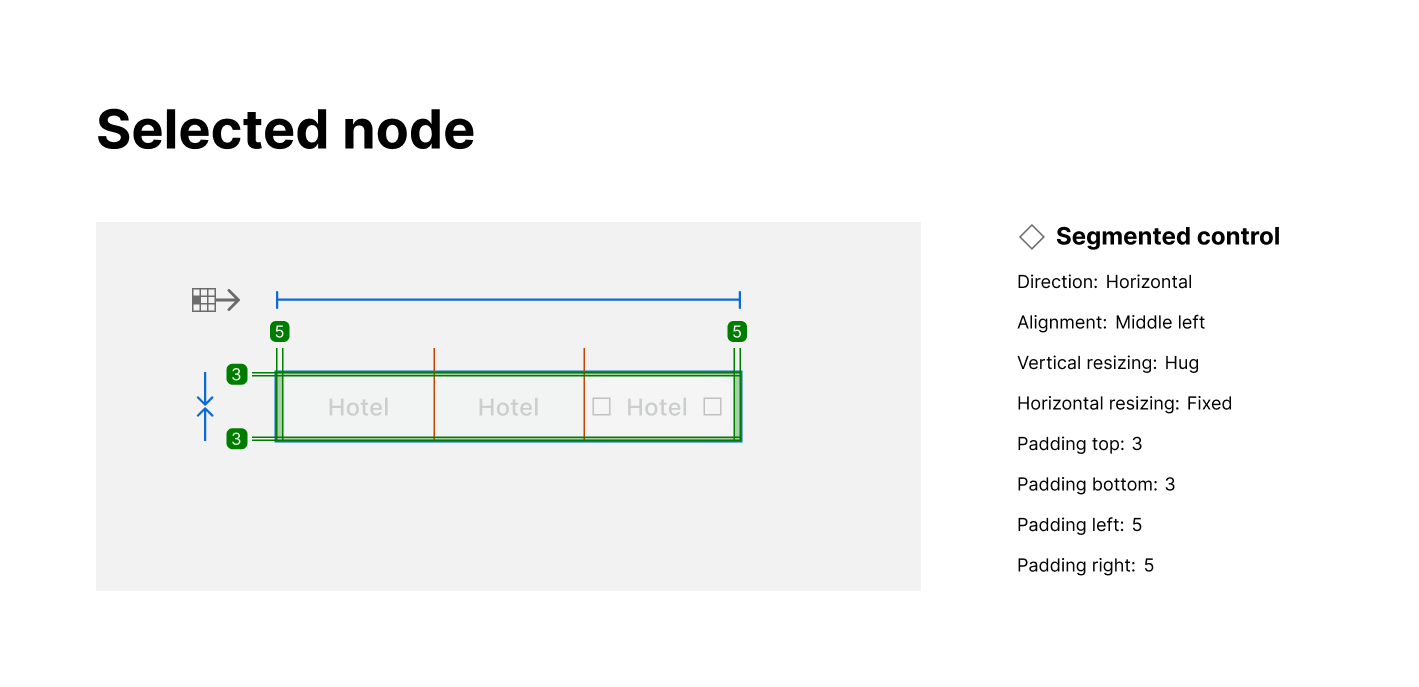 Selected node
Segmented control
Direction: Horizontal
Alignment: Middle left
Vertical resizing: Hug
Horizontal resizing: Fixed
Padding top: 3
Padding bottom: 3
Padding left: 5
Padding right: 5
5 5
3
Hotel Hotel Hotel
3